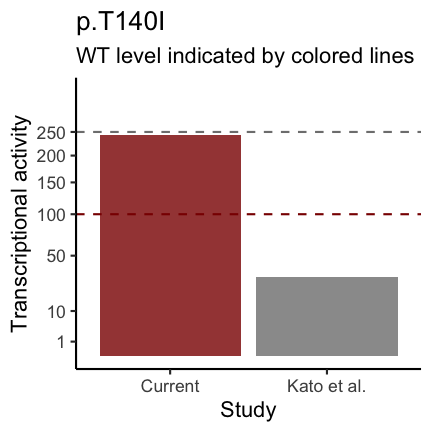 p.T140I
WT level indicated by colored lines
Transcriptional activity
250
200
150
100
50
10
1
Current
Kato et al.
Study